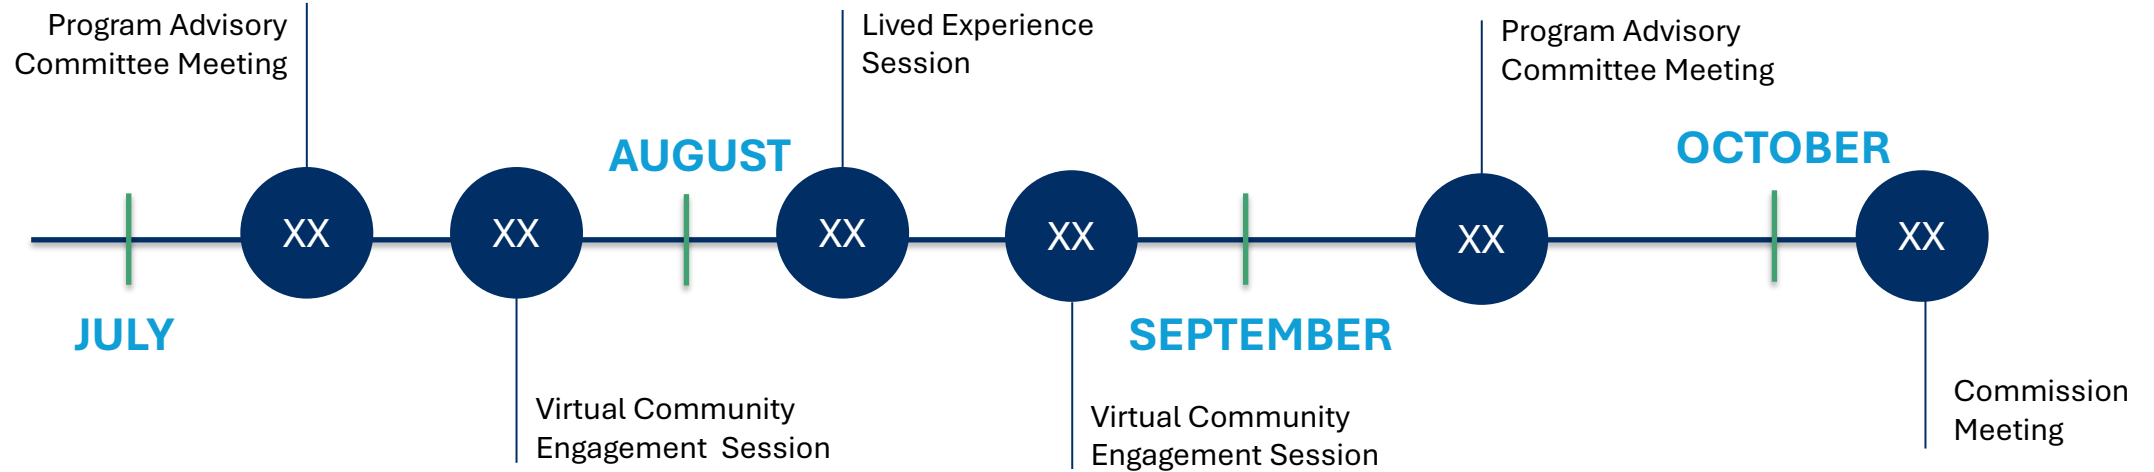 Program Advisory
Committee Meeting
Lived Experience
Session
Program Advisory
Committee Meeting
AUGUST
OCTOBER
XX
XX
XX
XX
XX
XX
JULY
SEPTEMBER
Virtual Community
Engagement  Session
Virtual Community
Engagement Session
Commission
Meeting